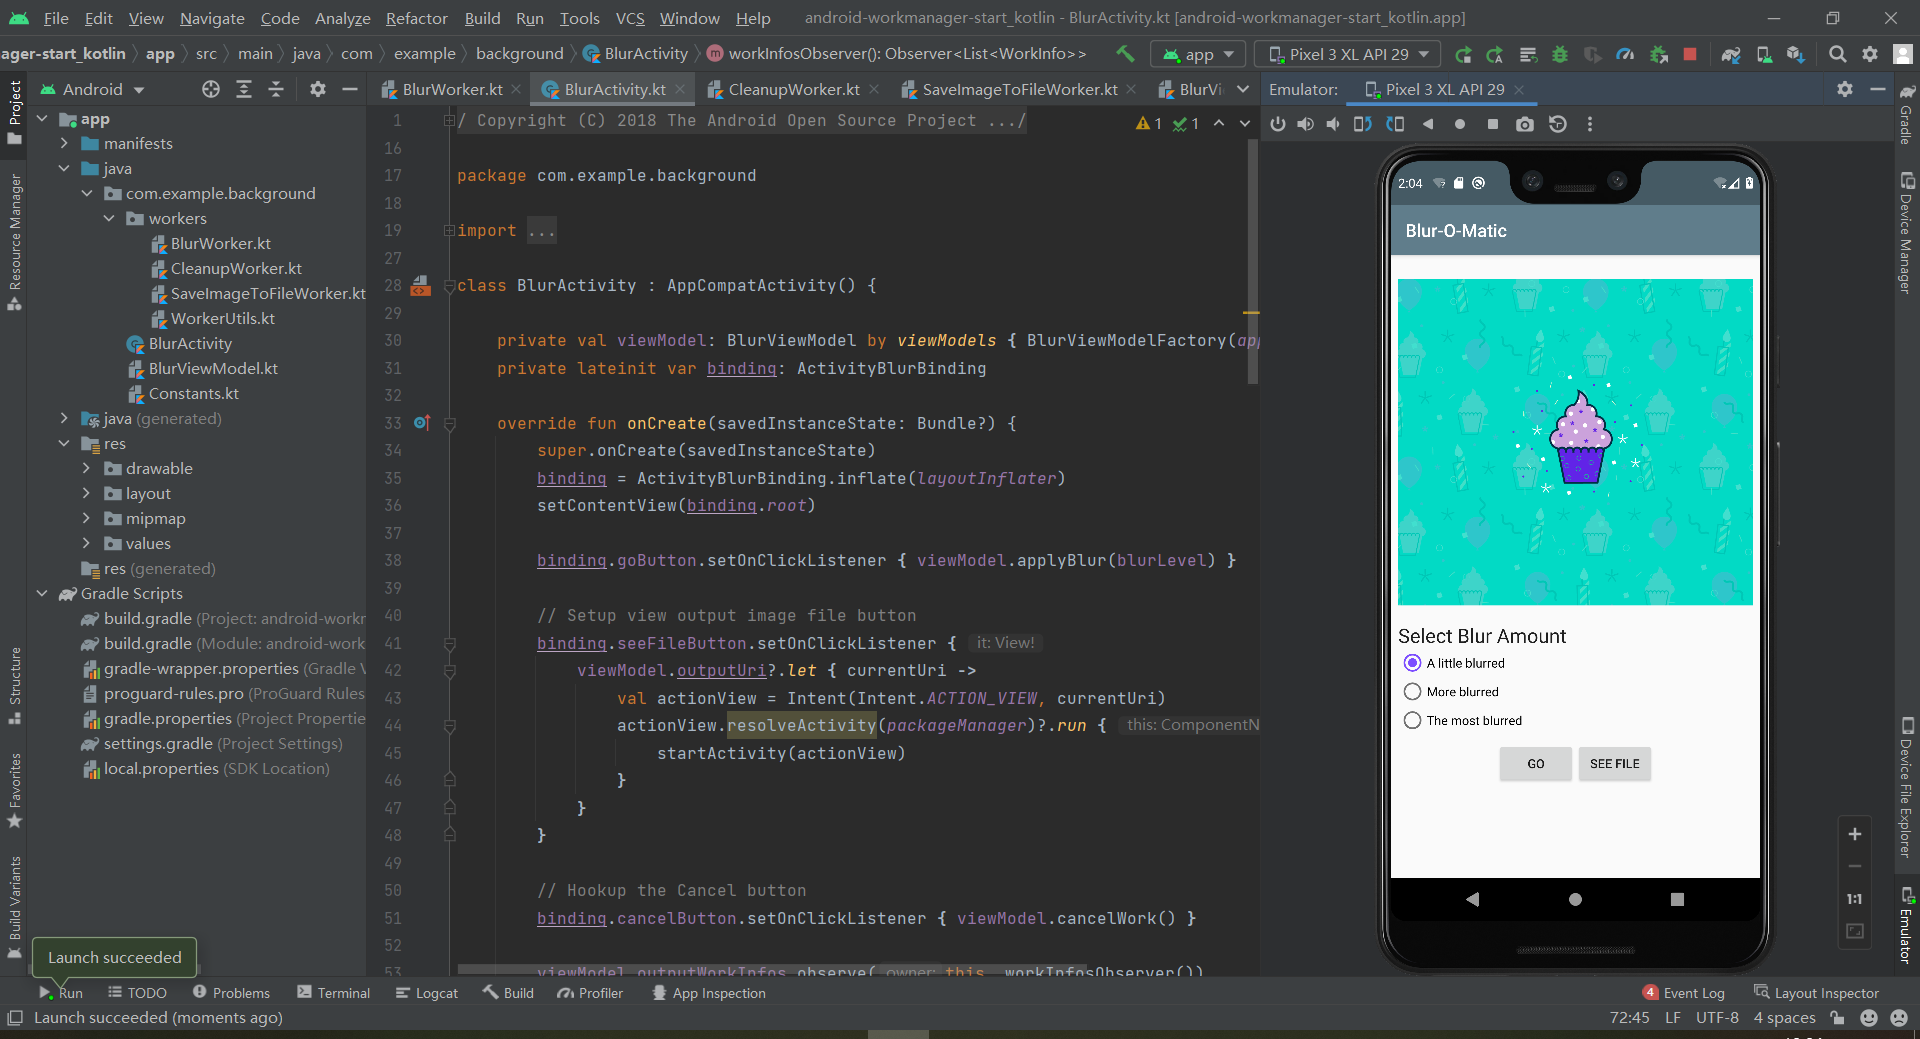 File Edit View Navigate Code Analyze Refactor Build Run Tools VCS Window Help android-workmanager-start_kotlin - BlurActivity.kt [android-workmanager-start_kotlin.app]
ager-start_kotlin app src main java com example background BlurActivity workInfosObserver(): Observer<List<WorkInfo>> app Pixel 3 XL API 29
Android BlurWorker.kt BlurActivity.kt CleanupWorker.kt SaveImageToFileWorker.kt BlurVi Emulator: Pixel 3 XL API 29
Project
Resource Manager
Structure
Favorites
Build Variants
app
manifests
java
com.example.background
workers
BlurWorker.kt
CleanupWorker.kt
SaveImageToFileWorker.kt
WorkerUtils.kt
BlurActivity
BlurViewModel.kt
Constants.kt
java (generated)
res
drawable
layout
mipmap
values
res (generated)
Gradle Scripts
build.gradle (Project: android-workr
build.gradle (Module: android-work
gradle-wrapper.properties (Gradle V
proguard-rules.pro (ProGuard Rules
gradle.properties (Project Propertie
settings.gradle (Project Settings)
local.properties (SDK Location)
1 / Copyright (C) 2018 The Android Open Source Project .../ 1 1
16
17 package com.example.background
18
19 import ...
27
28 class BlurActivity : AppCompatActivity() {
29
30 private val viewModel: BlurViewModel by viewModels { BlurViewModelFactory(app
31 private lateinit var binding: ActivityBlurBinding
32
33 override fun onCreate(savedInstanceState: Bundle?) {
34 super.onCreate(savedInstanceState)
35 binding = ActivityBlurBinding.inflate(layoutInflater)
36 setContentView(binding.root)
37
38 binding.goButton.setOnClickListener { viewModel.applyBlur(blurLevel) }
39
40 // Setup view output image file button
41 binding.seeFileButton.setOnClickListener { it: View!
42 viewModel.outputUri?.let { currentUri ->
43 val actionView = Intent(Intent.ACTION_VIEW, currentUri)
44 actionView.resolveActivity(packageManager)?.run { this: ComponentN
45 startActivity(actionView)
46 }
47 }
48 }
49
50 // Hookup the Cancel button
51 binding.cancelButton.setOnClickListener { viewModel.cancelWork() }
52
53 viewModel.outputWorkInfos.observe( owner: this, workInfosObserver())
2:04
Blur-O-Matic
Select Blur Amount
A little blurred
More blurred
The most blurred
GO SEE FILE
1:1
Gradle
Device Manager
Device File Explorer
Emulator
Launch succeeded
Run TODO Problems Terminal Logcat Build Profiler App Inspection 4 Event Log Layout Inspector
Launch succeeded (moments ago) 72:45 LF UTF-8 4 spaces